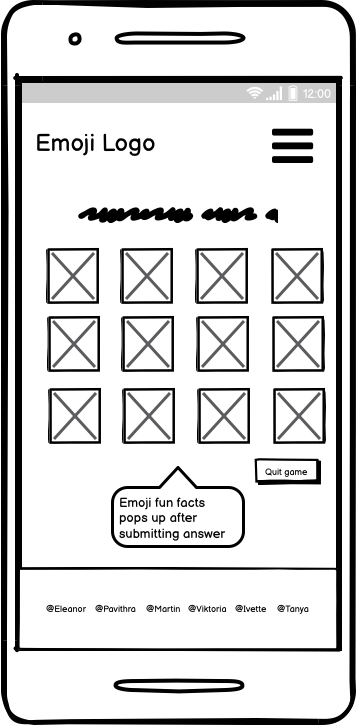 12:00
Emoji Logo
Quit game
Emoji fun facts
pops up after
submitting answer
@Eleanor @Pavithra @Martin @Viktoria @Ivette @Tanya